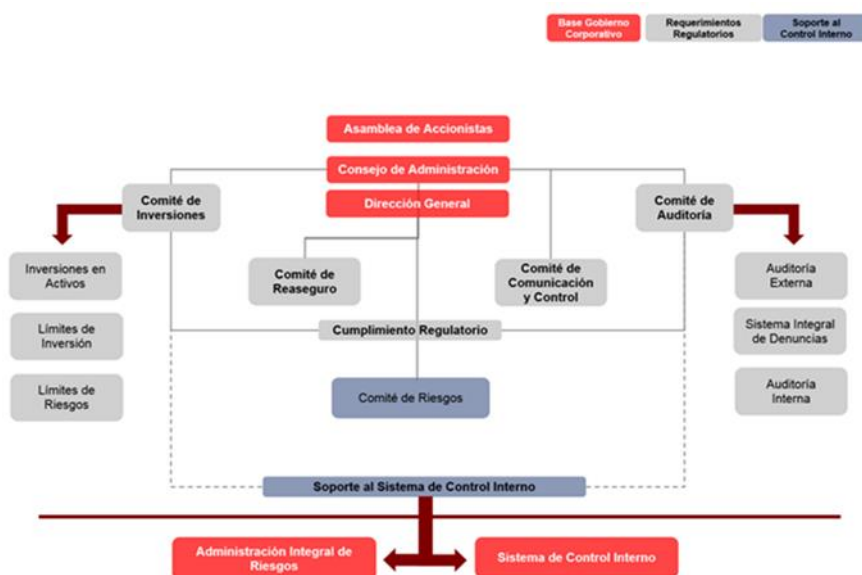 Base Gobierno
Corporativo
Requerimientos
Regulatorios
Soporte al
Control Interno
Asamblea de Accionistas
Consejo de Administración
Dirección General
Comité de
Inversiones
Comité de
Auditoría
Inversiones en
Activos
Límites de
Inversión
Límites de
Riesgos
Comité de
Reaseguro
Comité de
Comunicación
y Control
Auditoría
Externa
Sistema Integral
de Denuncias
Auditoría
Interna
Cumplimiento Regulatorio
Comité de Riesgos
Soporte al Sistema de Control Interno
Administración Integral de
Riesgos
Sistema de Control Interno